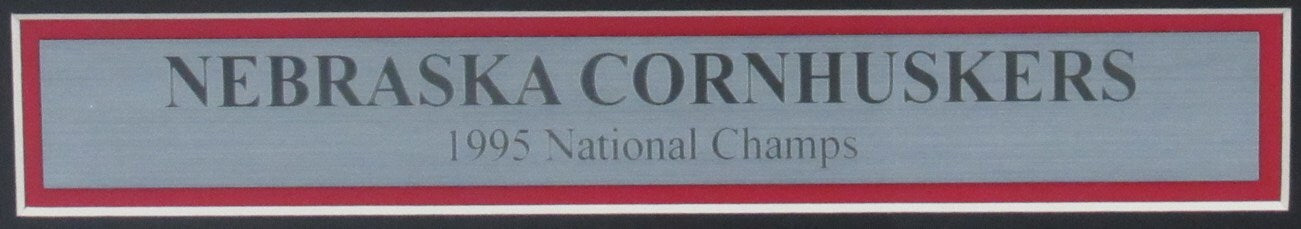 NEBRASKA CORNHUSKERS
1995 National Champs